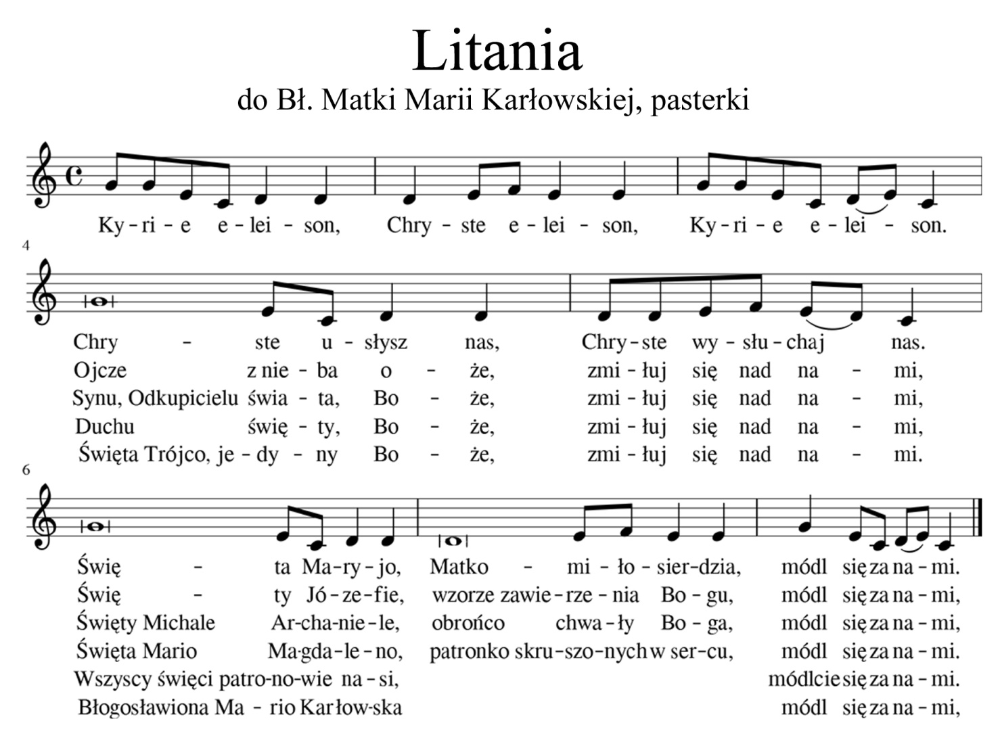 Litania
do Bł. Matki Marii Karłowskiej, pasterki
Ky – ri – e e – lei – son, Chry – ste e – lei – son, Ky – ri – e e – lei – son.
4
Chry – ste u – słysz nas, Chry – ste wy – słu – chaj nas.
Ojcze z nie – ba o – że, zmi – łuj się nad na – mi,
Synu, Odkupicielu świa – ta, Bo – że, zmi – łuj się nad na – mi,
Duchu świę – ty, Bo – że, zmi – łuj się nad na – mi,
Święta Trójco, je – dy – ny Bo – że, zmi – łuj się nad na – mi.
6
Świę – ta Ma – ry – jo, Matko – mi – ło – sier – dzia, módl się za na – mi.
Świę – ty Jó – ze – fie, wzorze zawie – rze – nia Bo – gu, módl się za na – mi,
Święty Michale Ar-cha – nie – le, obrońco chwa – ły Bo – ga, módl się za na – mi,
Święta Mario Ma-gda – le – no, patronko skru – szo – nych w ser – cu, módl się za na – mi.
Wszyscy święci patro-no-wie na – si, módlcie się za na – mi.
Błogosławiona Ma – rio Kar łow-ska módl się za na – mi,